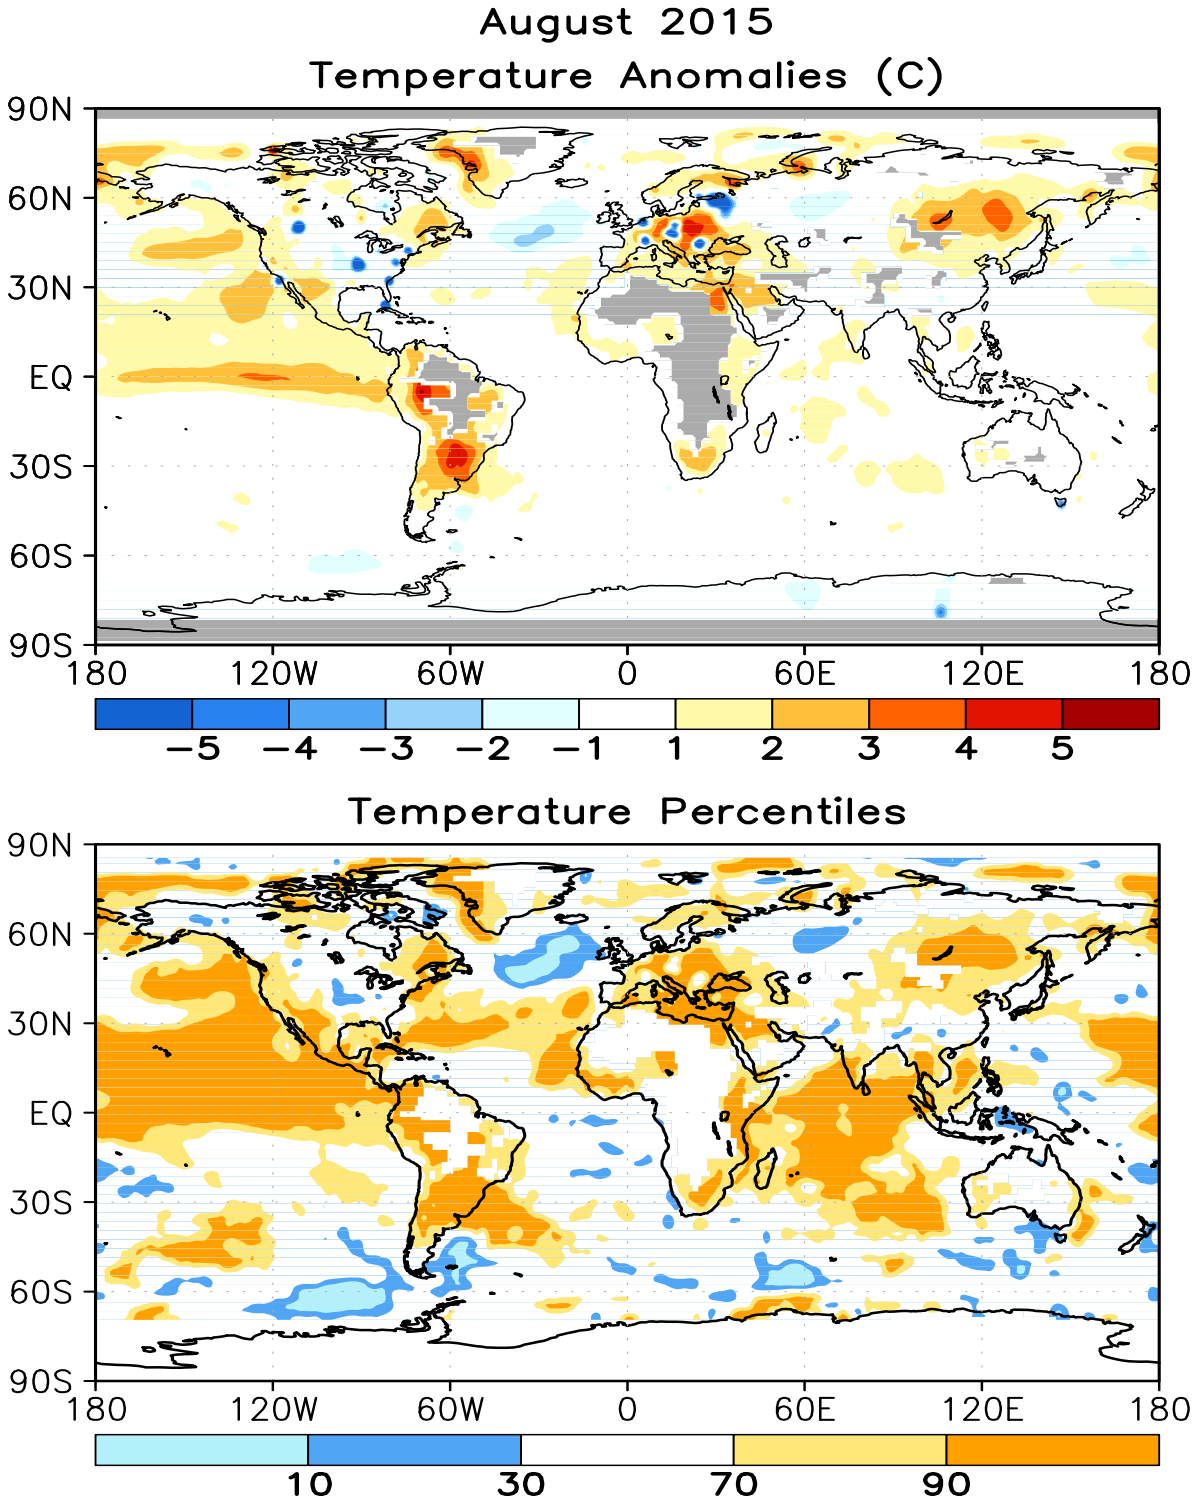 August 2015
Temperature Anomalies (C)
90N
60N
30N
EQ
30S
60S
90S
180 120W 60W 0 60E 120E 180
−5 −4 −3 −2 −1 1 2 3 4 5
Temperature Percentiles
90N
60N
30N
EQ
30S
60S
90S
180 120W 60W 0 60E 120E 180
10 30 70 90